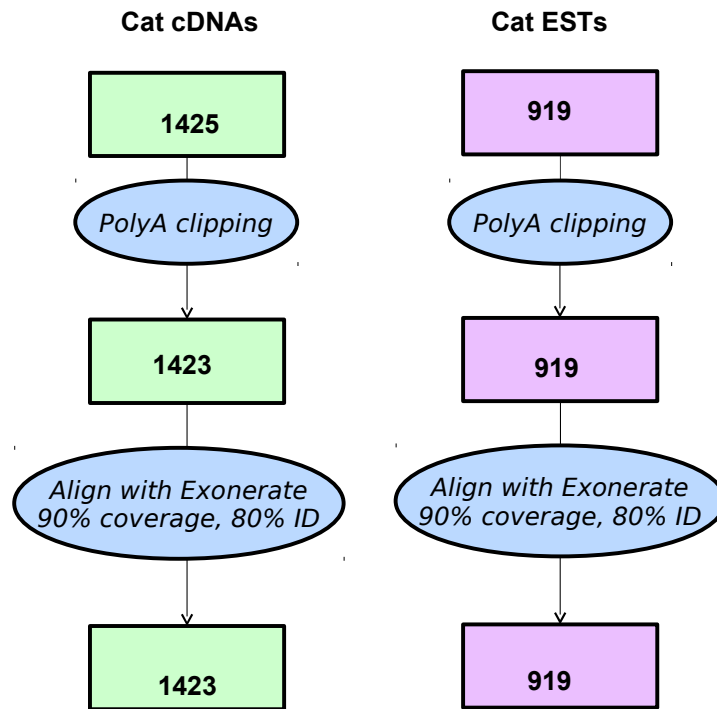 Cat cDNAs
Cat ESTs
1425
919
PolyA clipping
PolyA clipping
1423
919
Align with Exonerate
90% coverage, 80% ID
Align with Exonerate
90% coverage, 80% ID
1423
919